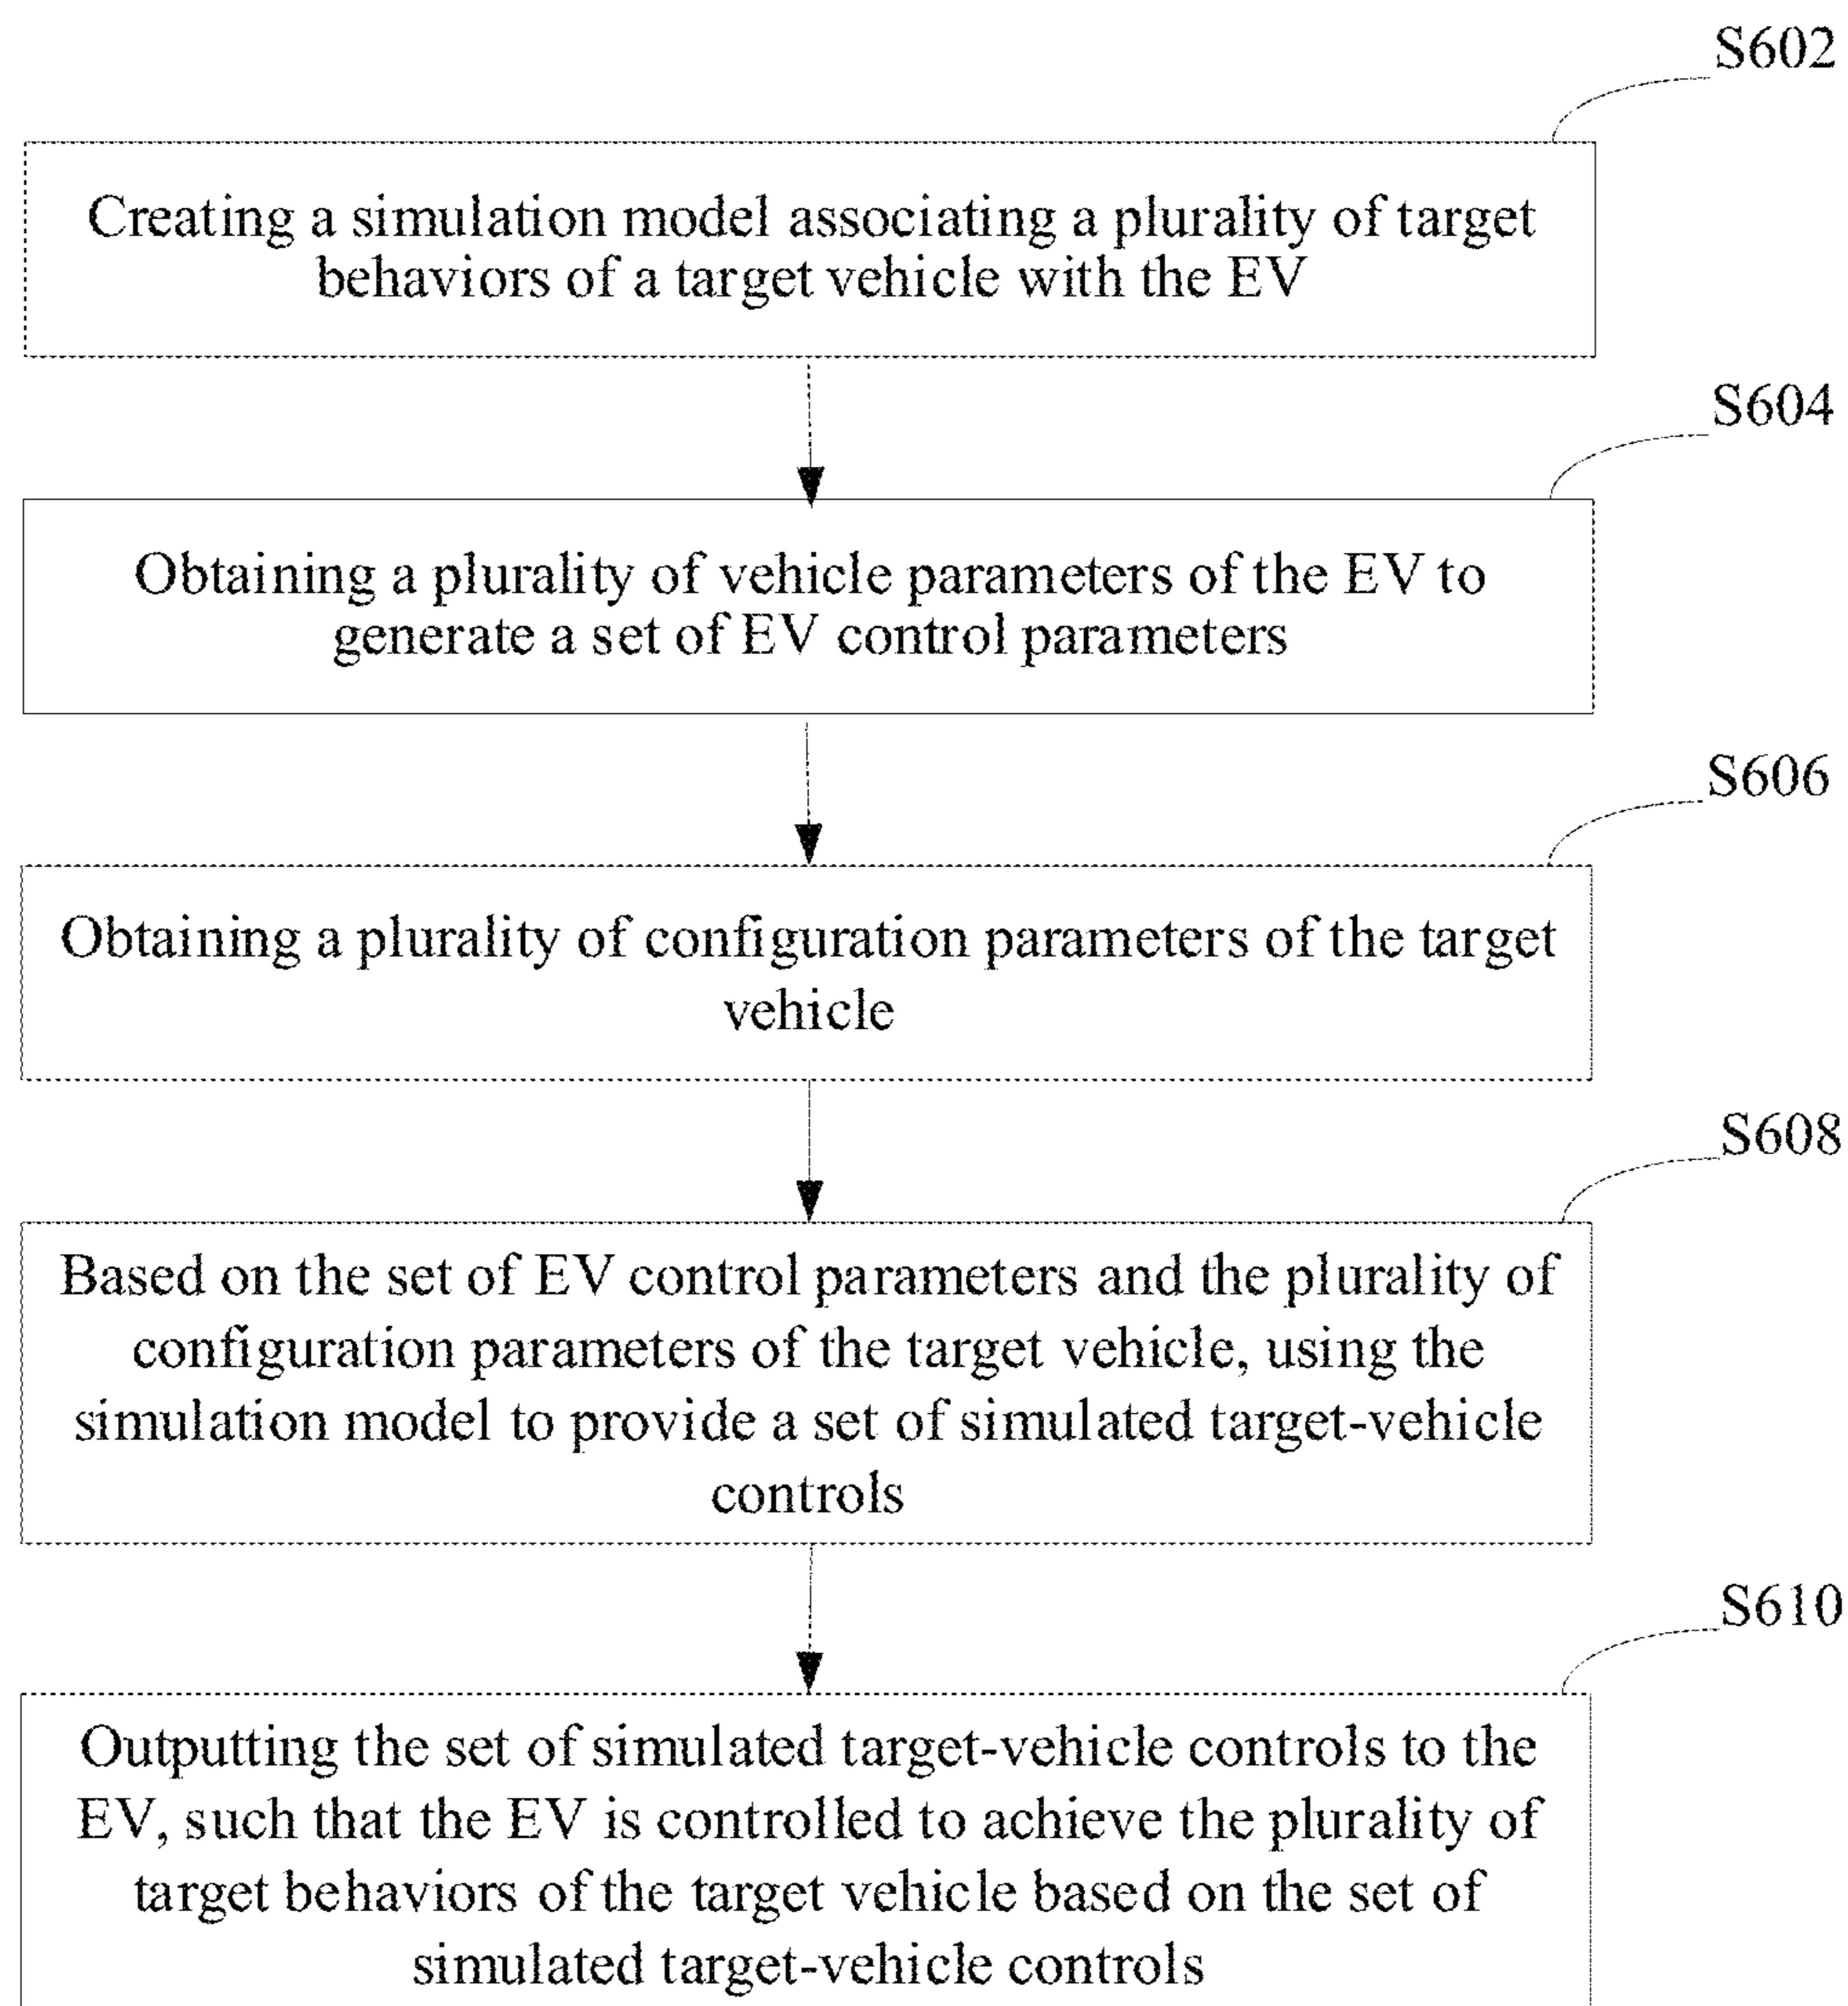 S602
Creating a simulation model associating a plurality of target
behaviors of a target vehicle with the EV
S604
Obtaining a plurality of vehicle parameters of the EV to
generate a set of EV control parameters
S606
Obtaining a plurality of configuration parameters of the target
vehicle
S608
Based on the set of EV control parameters and the plurality of
configuration parameters of the target vehicle, using the
simulation model to provide a set of simulated target-vehicle
controls
S610
Outputting the set of simulated target-vehicle controls to the
EV, such that the EV is controlled to achieve the plurality of
target behaviors of the target vehicle based on the set of
simulated target-vehicle controls